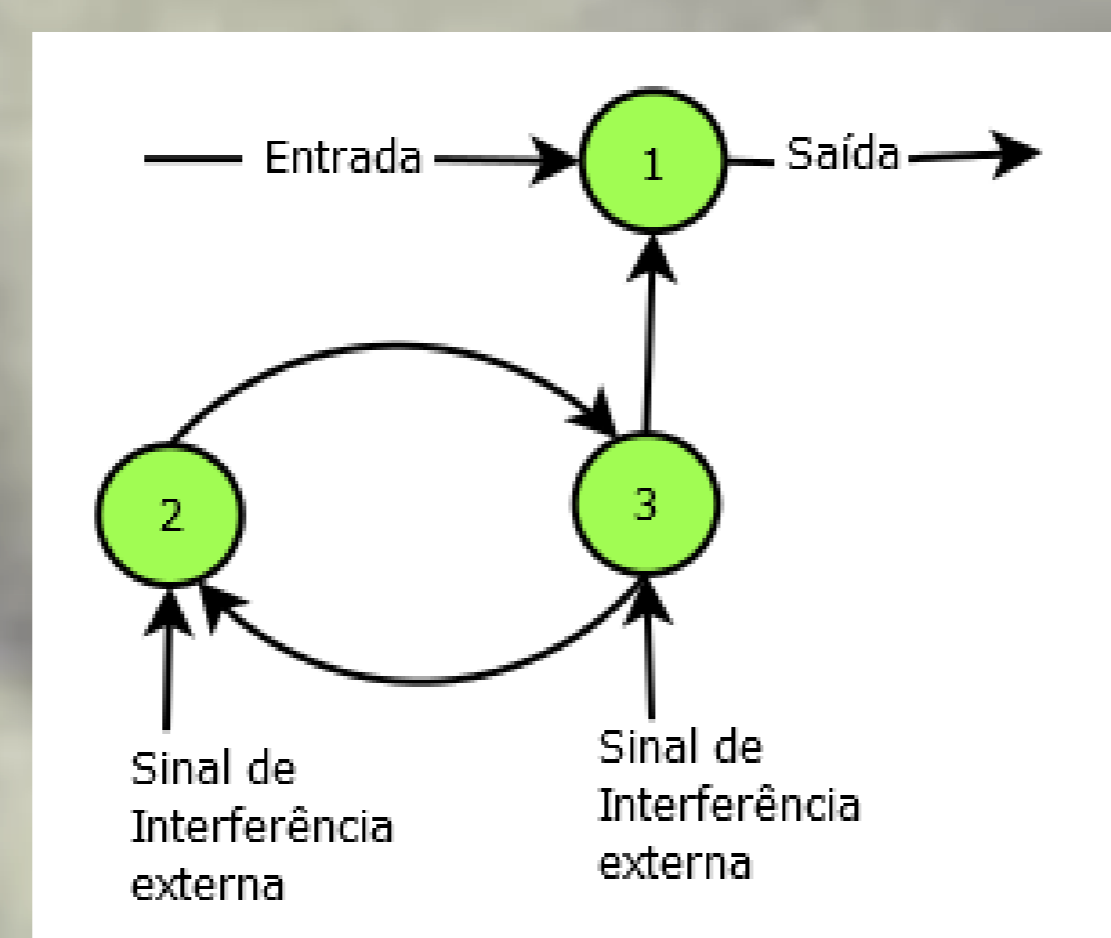 Entrada
1
Saída
2
3
Sinal de
Interferência
externa
Sinal de
Interferência
externa